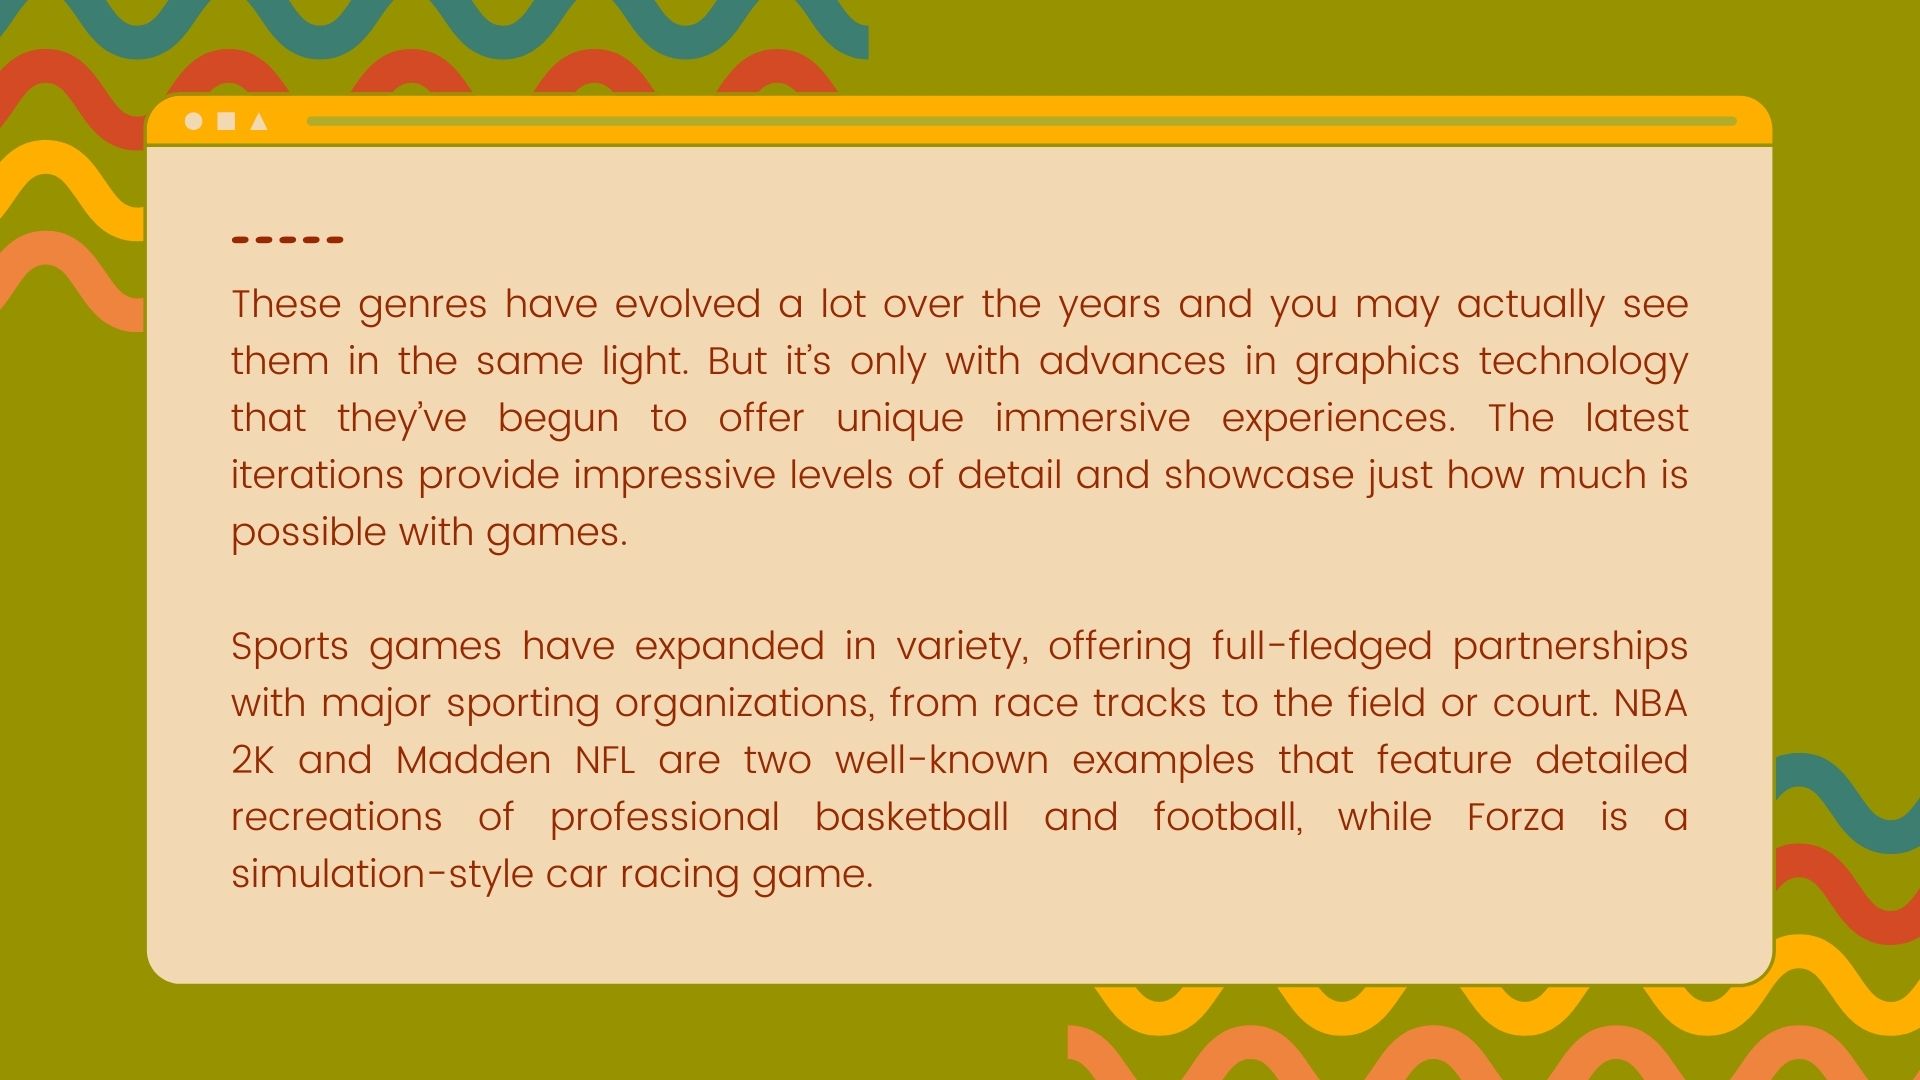 These genres have evolved a lot over the years and you may actually see
them in the same light. But it’s only with advances in graphics technology
that they’ve begun to offer unique immersive experiences. The latest
iterations provide impressive levels of detail and showcase just how much is
possible with games.
Sports games have expanded in variety, offering full-fledged partnerships
with major sporting organizations, from race tracks to the field or court. NBA
2K and Madden NFL are two well-known examples that feature detailed
recreations of professional basketball and football, while Forza is a
simulation-style car racing game.